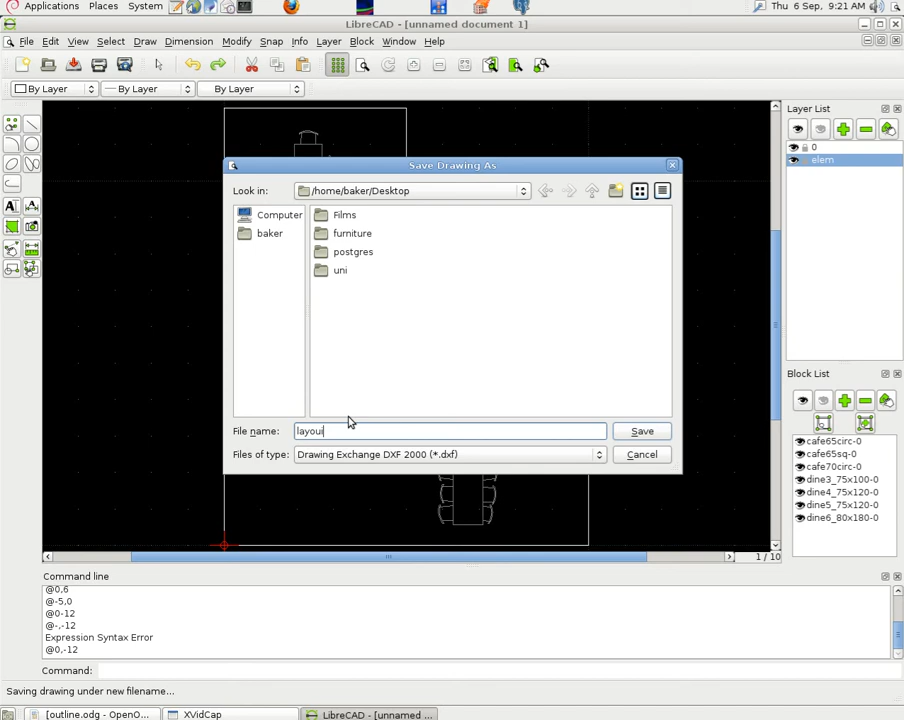 Applications Places System Thu 6 Sep, 9:21 AM
LibreCAD - [unnamed document 1]
File Edit View Select Draw Dimension Modify Snap Info Layer Block Window Help
By Layer By Layer By Layer
Layer List
0
elem
Save Drawing As
Look in: /home/baker/Desktop
Computer
baker
Films
furniture
postgres
uni
File name: layout Save
Files of type: Drawing Exchange DXF 2000 (*.dxf) Cancel
Block List
cafe65circ-0
cafe65sq-0
cafe70circ-0
dine3_75x100-0
dine4_75x120-0
dine5_75x120-0
dine6_80x180-0
1 / 10
Command line
@0,6
@-5,0
@0-12
@-,-12
Expression Syntax Error
@0,-12
Command:
Saving drawing under new filename...
[outline.odg - OpenO... XVidCap LibreCAD - [unnamed ...